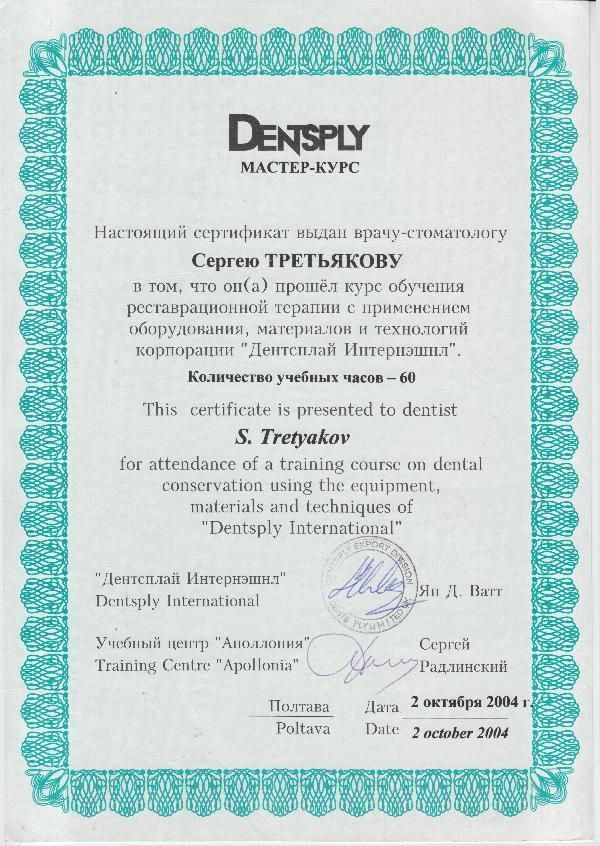 DENTSPLY
МАСТЕР-КУРС
Настоящий сертификат выдан врачу-стоматологу
Сергею ТРЕТЬЯКОВУ
в том, что он(а) прошёл курс обучения
реставрационной терапии с применением
оборудования, материалов и технологий
корпорации "Дентсплай Интернэшнл".
Количество учебных часов – 60
This certificate is presented to dentist
S. Tretyakov
for attendance of a training course on dental
conservation using the equipment,
materials and techniques of
"Dentsply International"
DENTSPLY EXPORT DIVISION
"Дентсплай Интернэшнл" Ян Д. Ватт
Dentsply International
Учебный центр "Аполлония" Сергей
Training Centre "Apollonia" Радлинский
Полтава Дата 2 октября 2004 г.
Poltava Date 2 october 2004